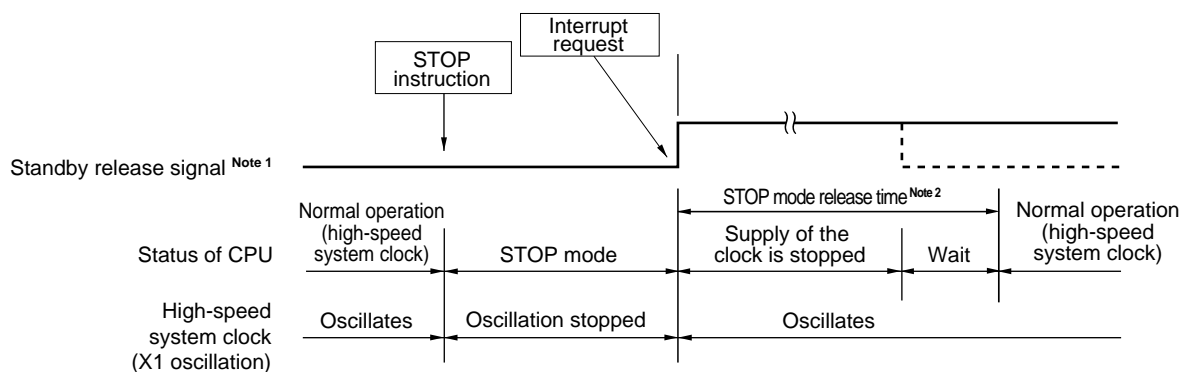 Interrupt
request
STOP
instruction
Standby release signal Note 1
STOP mode release time Note 2
Normal operation
(high-speed
system clock)
Supply of the
clock is stopped
Normal operation
(high-speed
system clock)
Status of CPU
STOP mode
Wait
High-speed
system clock
(X1 oscillation)
Oscillates
Oscillation stopped
Oscillates